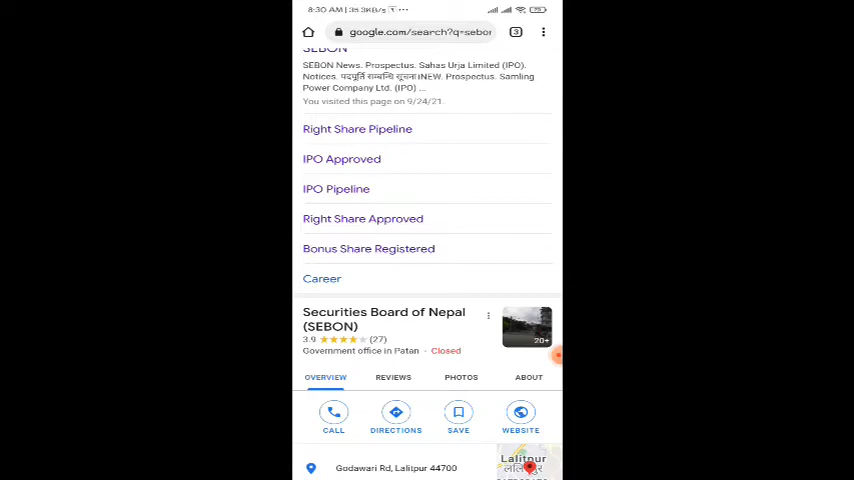 8:30 AM | 35.3KB/s
google.com/search?q=sebor
3
SEBON
SEBON News. Prospectus. Sahas Urja Limited (IPO).
Notices. पदपूर्ति सम्बन्धि सूचना।NEW. Prospectus. Samling
Power Company Ltd. (IPO) ...
You visited this page on 9/24/21.
Right Share Pipeline
IPO Approved
IPO Pipeline
Right Share Approved
Bonus Share Registered
Career
Securities Board of Nepal
(SEBON)
20+
3.9 (27)
Government office in Patan · Closed
OVERVIEW REVIEWS PHOTOS ABOUT
CALL DIRECTIONS SAVE WEBSITE
Godawari Rd, Lalitpur 44700
Lalitpur